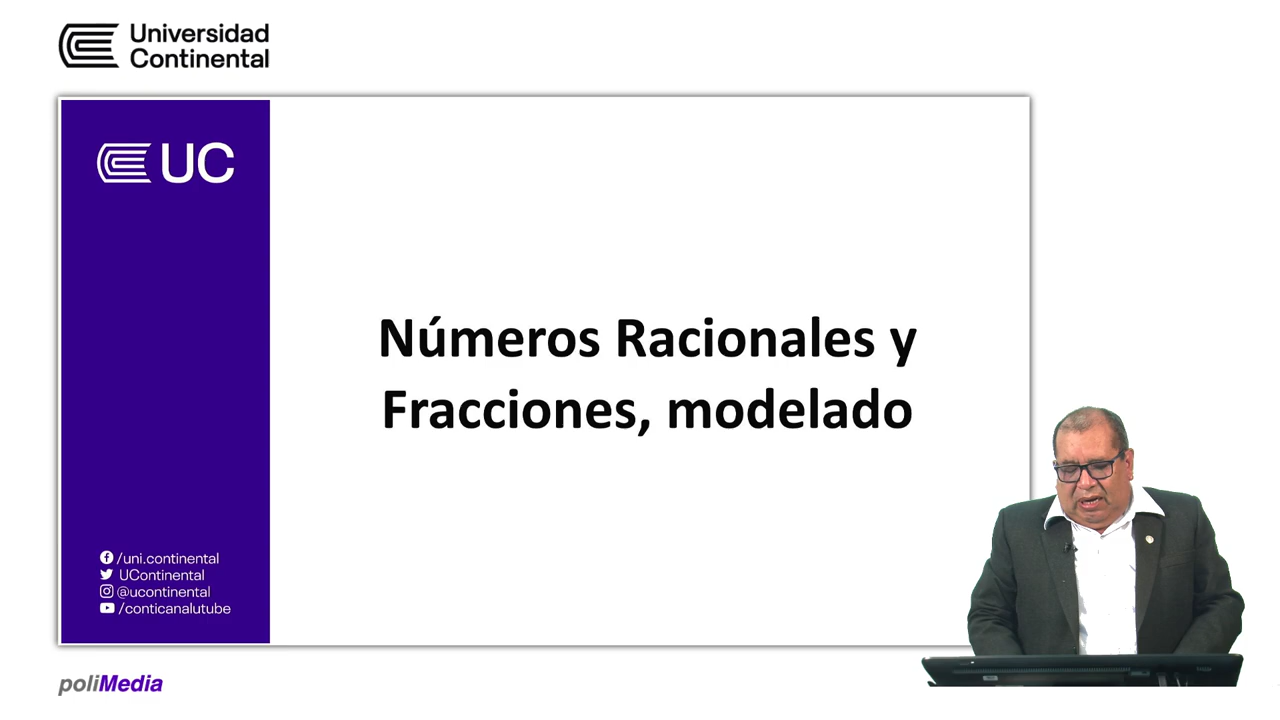 Universidad
Continental
UC
Números Racionales y
Fracciones, modelado
/uni.continental
UContinental
@ucontinental
/conticanalutube
poliMedia